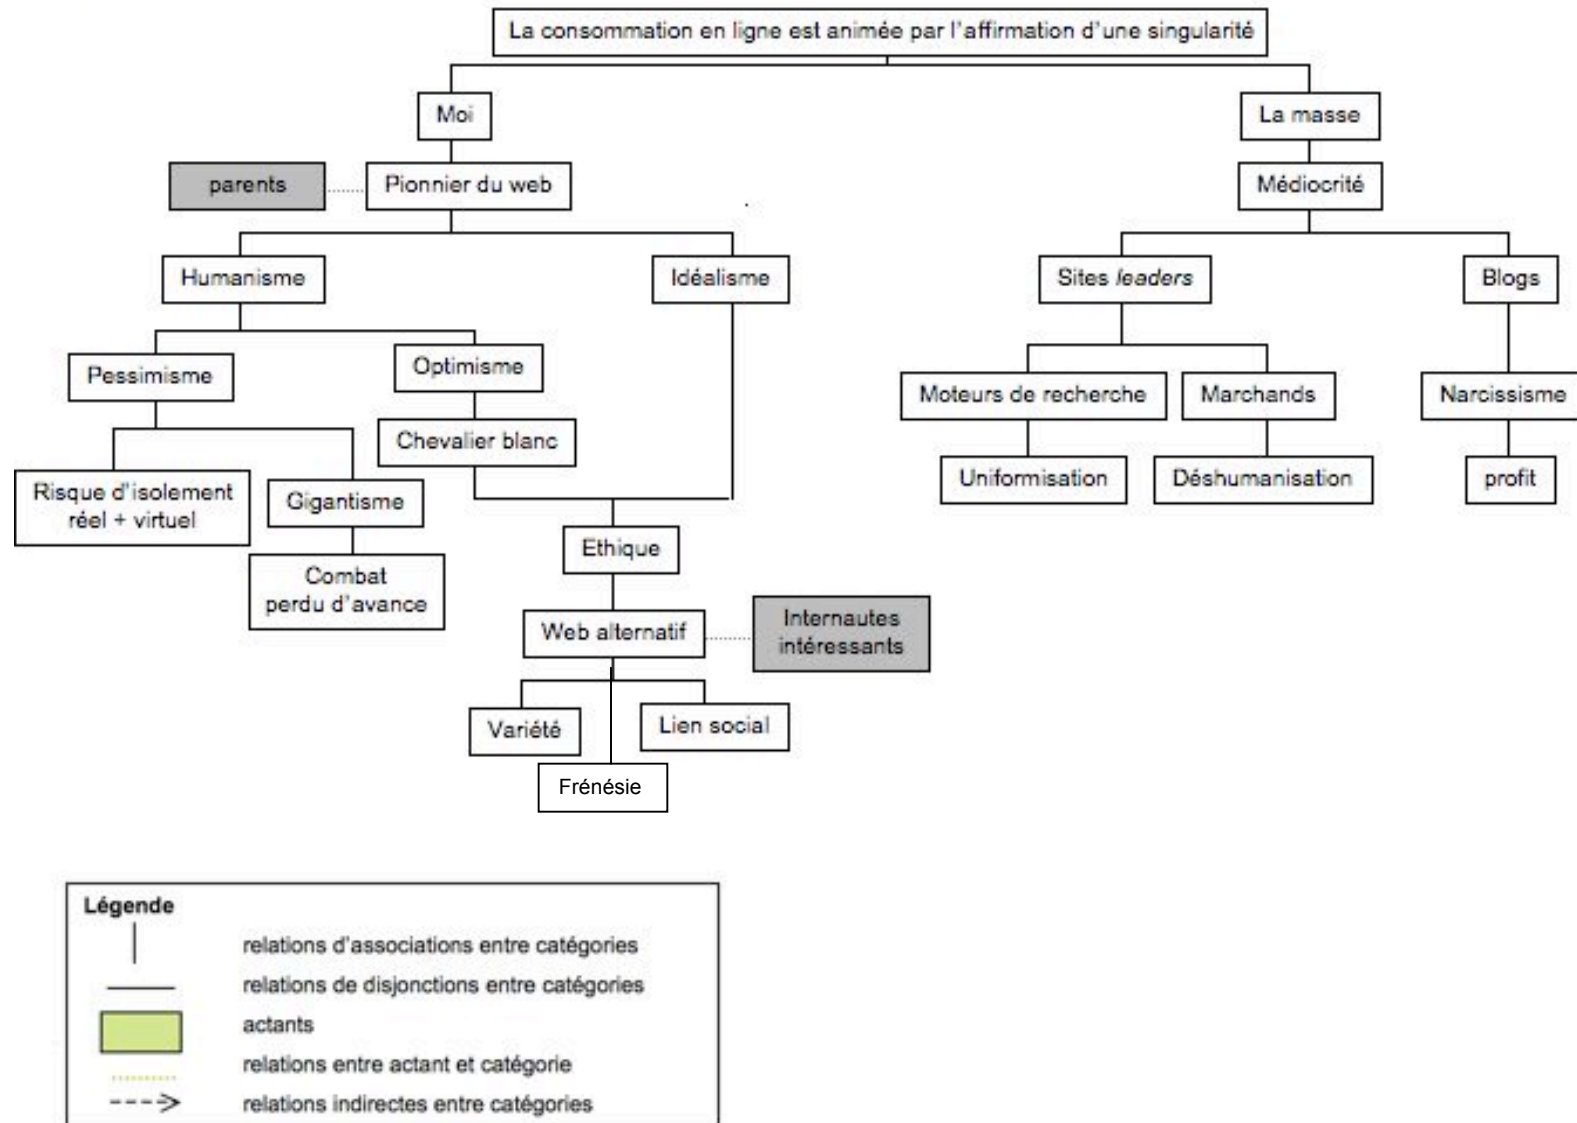 La consommation en ligne est animée par l'affirmation d'une singularité
Moi
La masse
parents
Pionnier du web
Médiocrité
Humanisme
Idéalisme
Sites leaders
Blogs
Pessimisme
Optimisme
Moteurs de recherche
Marchands
Narcissisme
Chevalier blanc
Risque d'isolement
réel + virtuel
Gigantisme
Uniformisation
Déshumanisation
profit
Ethique
Combat
perdu d'avance
Web alternatif
Internautes
intéressants
Variété
Lien social
Frénésie
Légende
relations d'associations entre catégories
relations de disjonctions entre catégories
actants
relations entre actant et catégorie
relations indirectes entre catégories